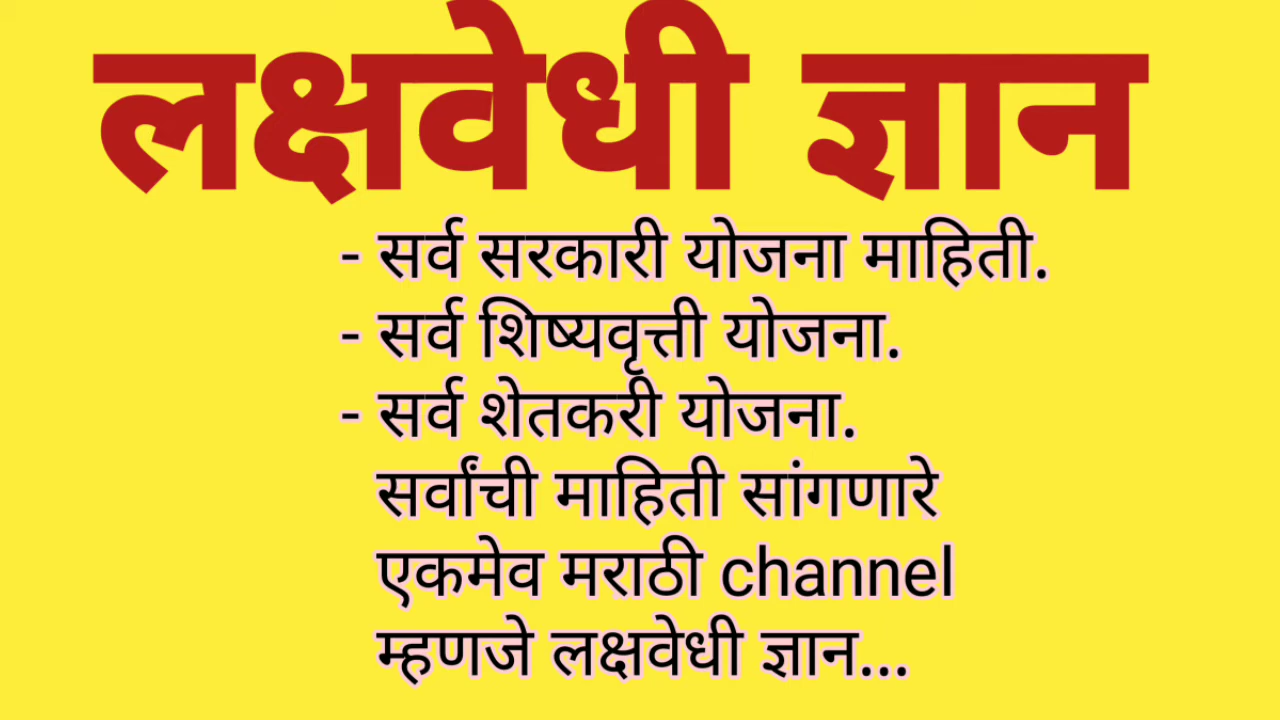 लक्षवेधी ज्ञान
- सर्व सरकारी योजना माहिती.
- सर्व शिष्यवृत्ती योजना.
- सर्व शेतकरी योजना.
सर्वांची माहिती सांगणारे
एकमेव मराठी channel
म्हणजे लक्षवेधी ज्ञान...